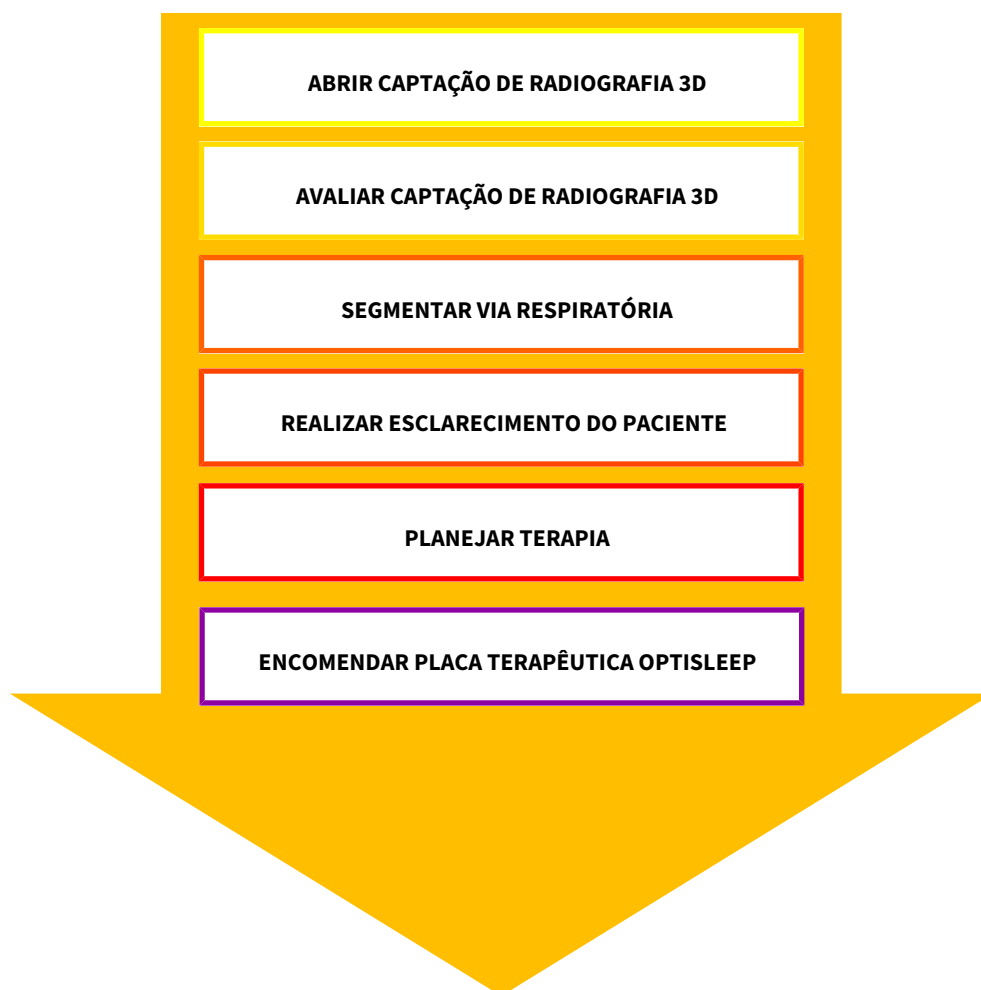 ABRIR CAPTAÇÃO DE RADIOGRAFIA 3D
AVALIAR CAPTAÇÃO DE RADIOGRAFIA 3D
SEGMENTAR VIA RESPIRATÓRIA
REALIZAR ESCLARECIMENTO DO PACIENTE
PLANEJAR TERAPIA
ENCOMENDAR PLACA TERAPÊUTICA OPTISLEEP